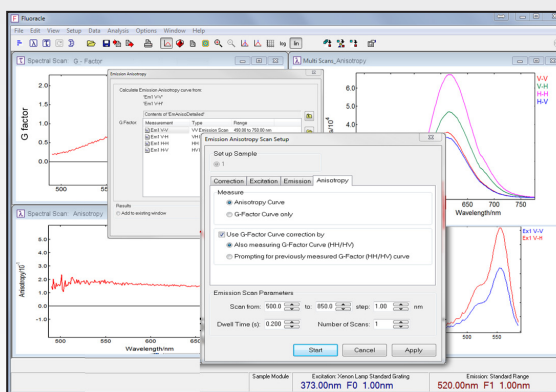 Fluoracle
File Edit View Setup Data Analysis Options Window Help
log lin
Spectral Scan G - Factor
G factor
2.0
1.5
1.0
0.5
0.0
500 550
Spectral Scan Anisotropy
5.0
4.0
3.0
2.0
1.0
0.0
-1.0
500 550 600 650 700 750
Wavelength/nm
Emission Anisotropy
Calculate Emission Anisotropy curve from
'Ex1 V-V'
'Ex1 V-H'
Contents of 'EmAnisDetailed'
G.Factor Measurement Type Range
Ex1 V-V VV Emission Scan 450.00 to 750.00 nm
Ex1 V-H
Ex1 H-H
Ex1 H-V
Results
Add to existing window
Emission Anisotropy Scan Setup
Set up Sample
1
Correction Excitation Emission Anisotropy
Measure
Anisotropy Curve
G-Factor Curve only
Use G-Factor Curve correction by
Also measuring G-Factor Curve (HH/HV)
Prompting for previously measured G-Factor (HH/HV) curve
Emission Scan Parameters
Scan from: 500.0 to: 850.0 step: 1.00 nm
Dwell Time (s): 0.200 Number of Scans: 1
Start Cancel Apply
Multi Scans_Anisotropy
6.0
4.0
V-V
V-H
H-H
H-V
650 700 750
Wavelength/nm
Ex1 V-V
Ex1 V-H
500 550
Sample Module
Excitation: Xenon Lamp Standard Grating
373.00nm F0 1.00nm
Emission: Standard Range
520.00nm F1 1.00nm